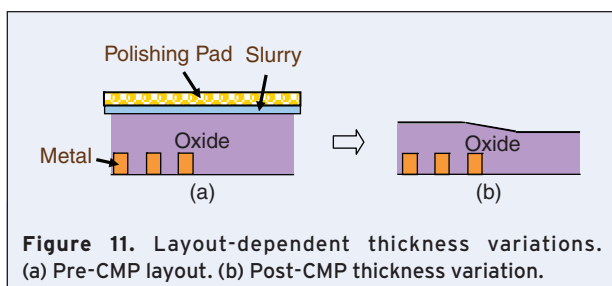 Polishing Pad Slurry
Oxide
Metal
(a)
Oxide
(b)
Figure 11. Layout-dependent thickness variations.
(a) Pre-CMP layout. (b) Post-CMP thickness variation.